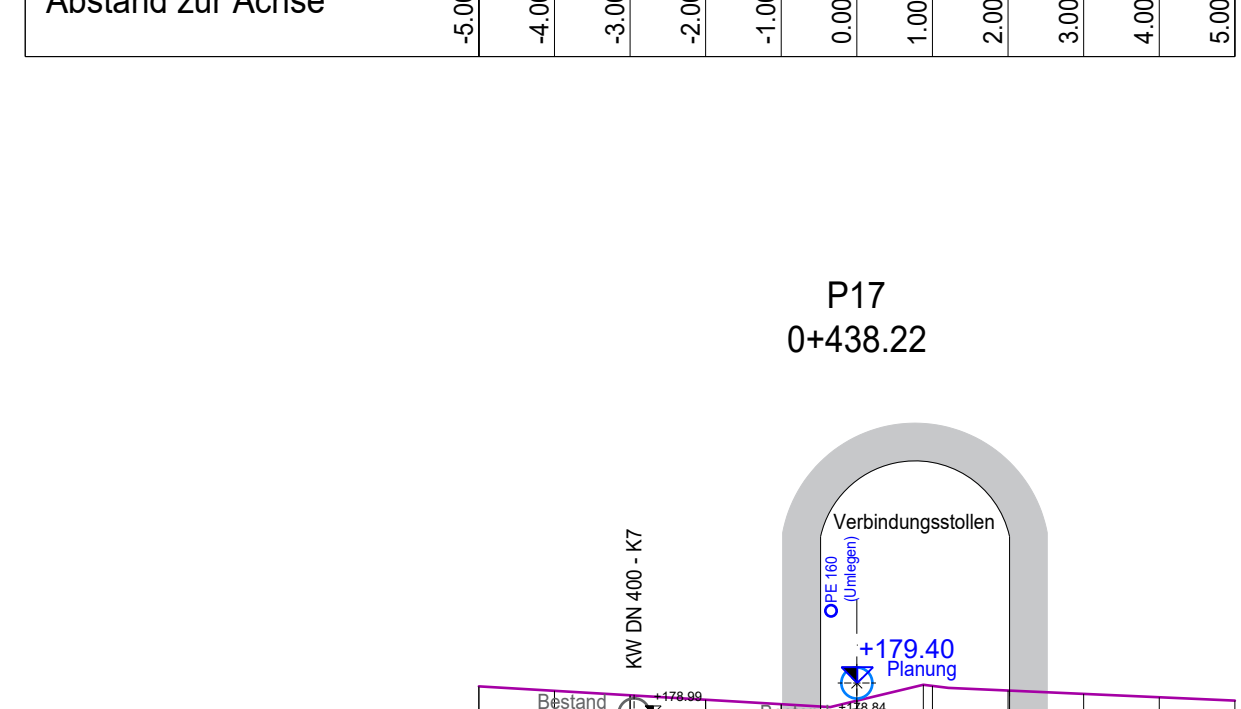 Abstand zur Achse
-5.00
-4.00
-3.00
-2.00
-1.00
0.00
1.00
2.00
3.00
4.00
5.00
P17
0+438.22
Verbindungsstollen
PE 160
(Umlegen)
KW DN 400 - K7
+179.40
Planung
Bestand
+178.99
+178.84